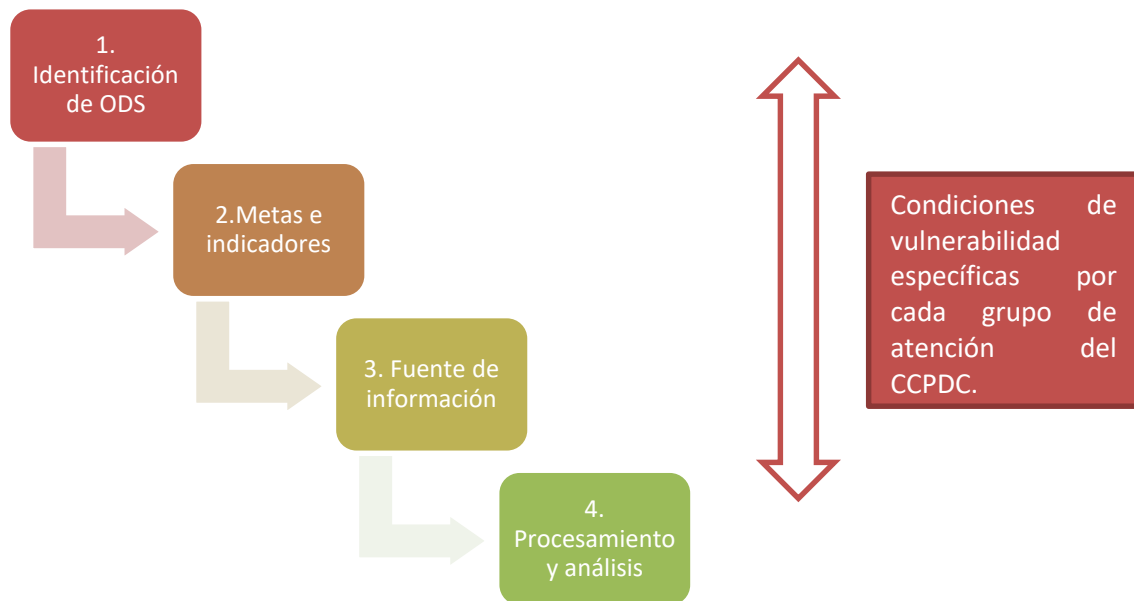 1.
Identificación
de ODS
2.Metas e
indicadores
3. Fuente de
información
4.
Procesamiento
y análisis
Condiciones de
vulnerabilidad
específicas por
cada grupo de
atención del
CCPDC.